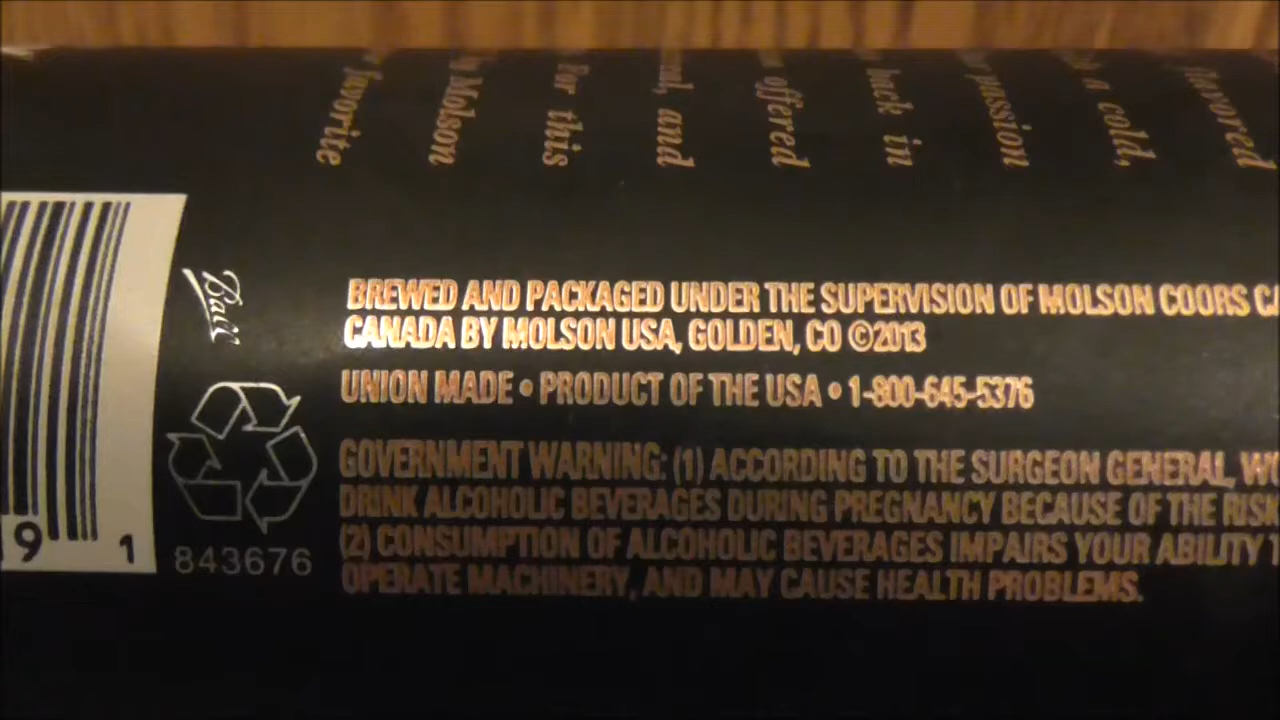 favorite
Molson
For this
and
offered
back in
passion
a cold,
flavored
Ball
BREWED AND PACKAGED UNDER THE SUPERVISION OF MOLSON COORS
CANADA BY MOLSON USA, GOLDEN, CO ©2013
UNION MADE • PRODUCT OF THE USA • 1-800-645-5376
GOVERNMENT WARNING: (1) ACCORDING TO THE SURGEON GENERAL,
DRINK ALCOHOLIC BEVERAGES DURING PREGNANCY BECAUSE OF THE RISK
(2) CONSUMPTION OF ALCOHOLIC BEVERAGES IMPAIRS YOUR ABILITY
OPERATE MACHINERY, AND MAY CAUSE HEALTH PROBLEMS.
9 1
843676